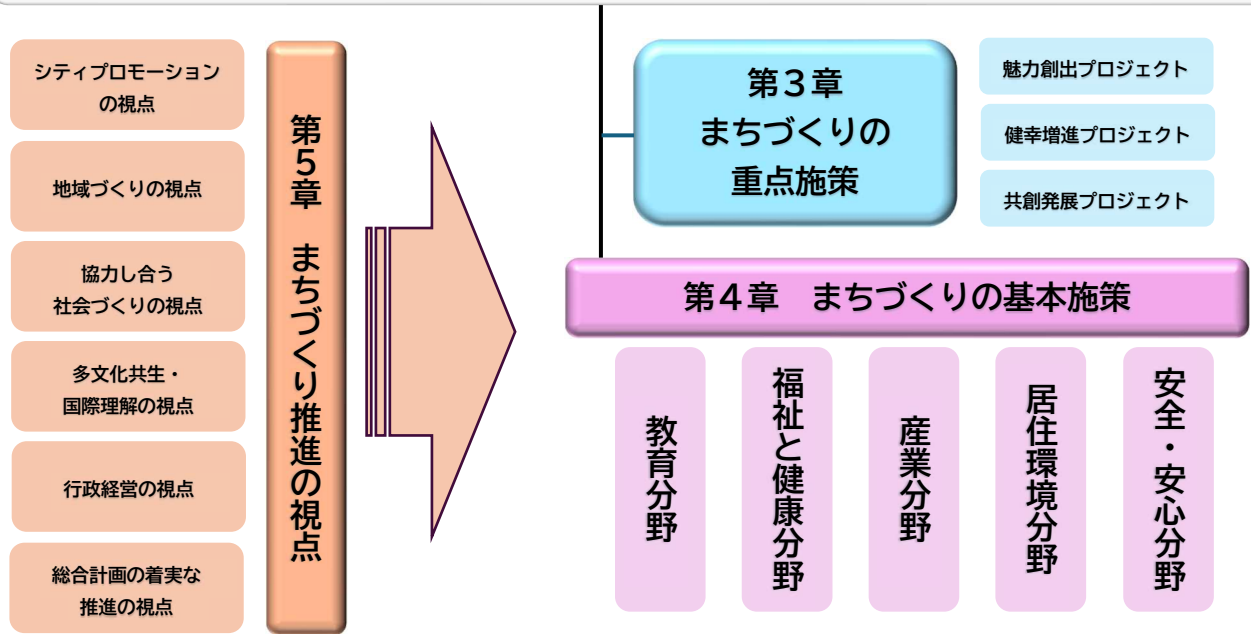 シティプロモーション
の視点
地域づくりの視点
協力し合う
社会づくりの視点
多文化共生・
国際理解の視点
行政経営の視点
総合計画の着実な
推進の視点
第5章　まちづくり推進の視点
第3章
まちづくりの
重点施策
魅力創出プロジェクト
健幸増進プロジェクト
共創発展プロジェクト
第4章　まちづくりの基本施策
教育分野
福祉と健康分野
産業分野
居住環境分野
安全・安心分野